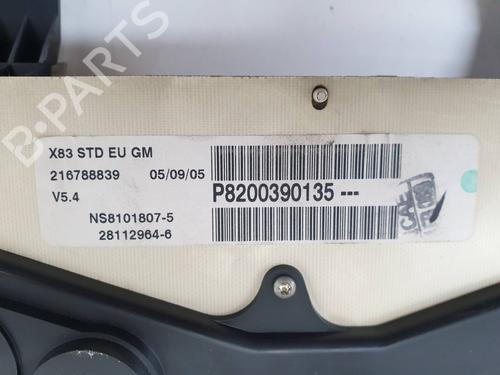 B-PARTS
X83 STD EU GM
216788839 05/09/05
V5.4
P8200390135---
NS8101807-5
28112964-6